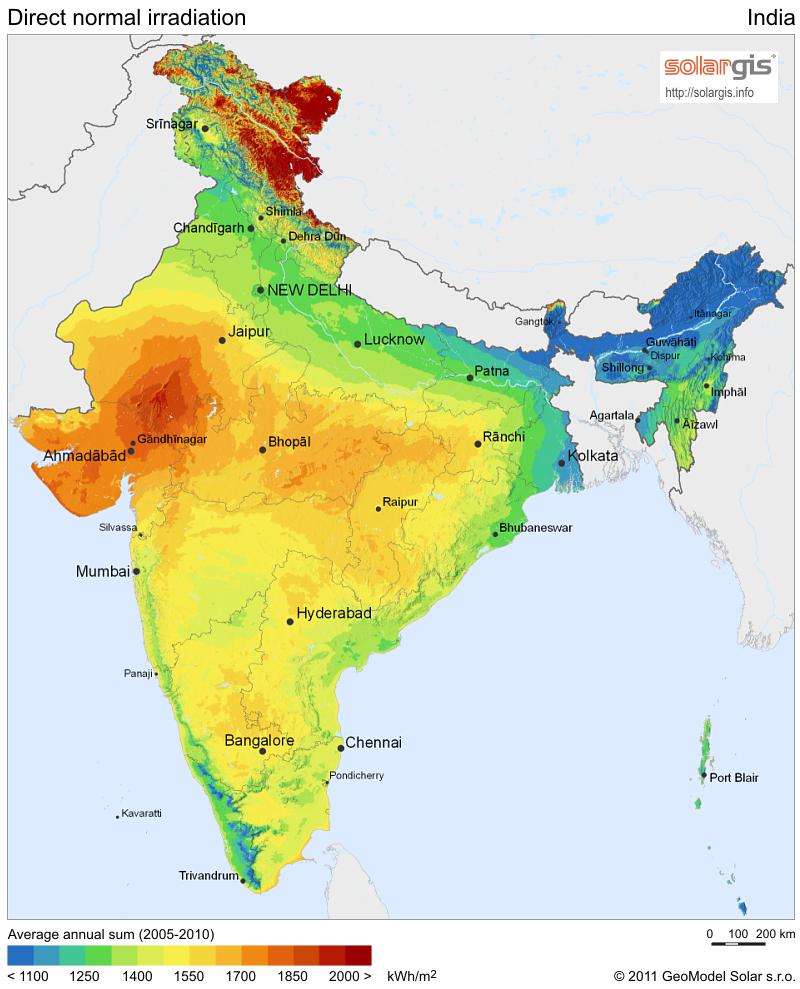 Direct normal irradiation
India
solargis
http://solargis.info
Srīnagar
Shimla
Chandīgarh
Dehra Dūn
NEW DELHI
Jaipur
Lucknow
Gangtok
Itānagar
Guwāhāti
Dispur
Kohīma
Shillong
Patna
Imphāl
Agartala
Āīzawl
Gāndhīnagar
Ahmadābād
Bhopāl
Rānchi
Kolkata
Raipur
Silvassa
Bhubaneswar
Mumbai
Hyderabad
Panaji
Bangalore
Chennai
Pondicherry
Port Blair
Kavaratti
Trivandrum
Average annual sum (2005-2010)
0 100 200 km
< 1100 1250 1400 1550 1700 1850 2000 > kWh/m²
© 2011 GeoModel Solar s.r.o.